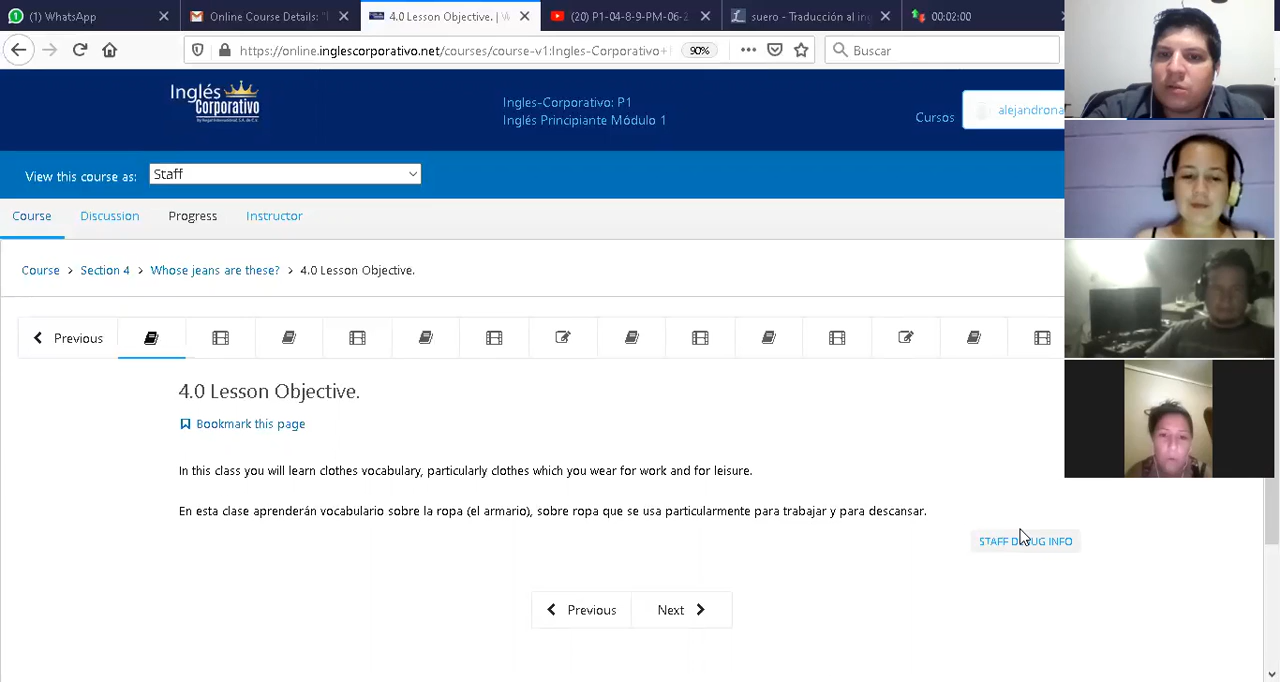 (1) WhatsApp
Online Course Details: "I
4.0 Lesson Objective. | V
(20) P1-04-8-9-PM-06-2
suero - Traducción al in
00:02:00
https://online.inglescorporativo.net/courses/course-v1:Ingles-Corporativo+
90%
Buscar
Inglés
Corporativo
Ingles-Corporativo: P1
Inglés Principiante Módulo 1
Cursos
alejandrona
View this course as:
Staff
Course
Discussion
Progress
Instructor
Course > Section 4 > Whose jeans are these? > 4.0 Lesson Objective.
Previous
4.0 Lesson Objective.
Bookmark this page
In this class you will learn clothes vocabulary, particularly clothes which you wear for work and for leisure.
En esta clase aprenderán vocabulario sobre la ropa (el armario), sobre ropa que se usa particularmente para trabajar y para descansar.
STAFF DEBUG INFO
Previous
Next